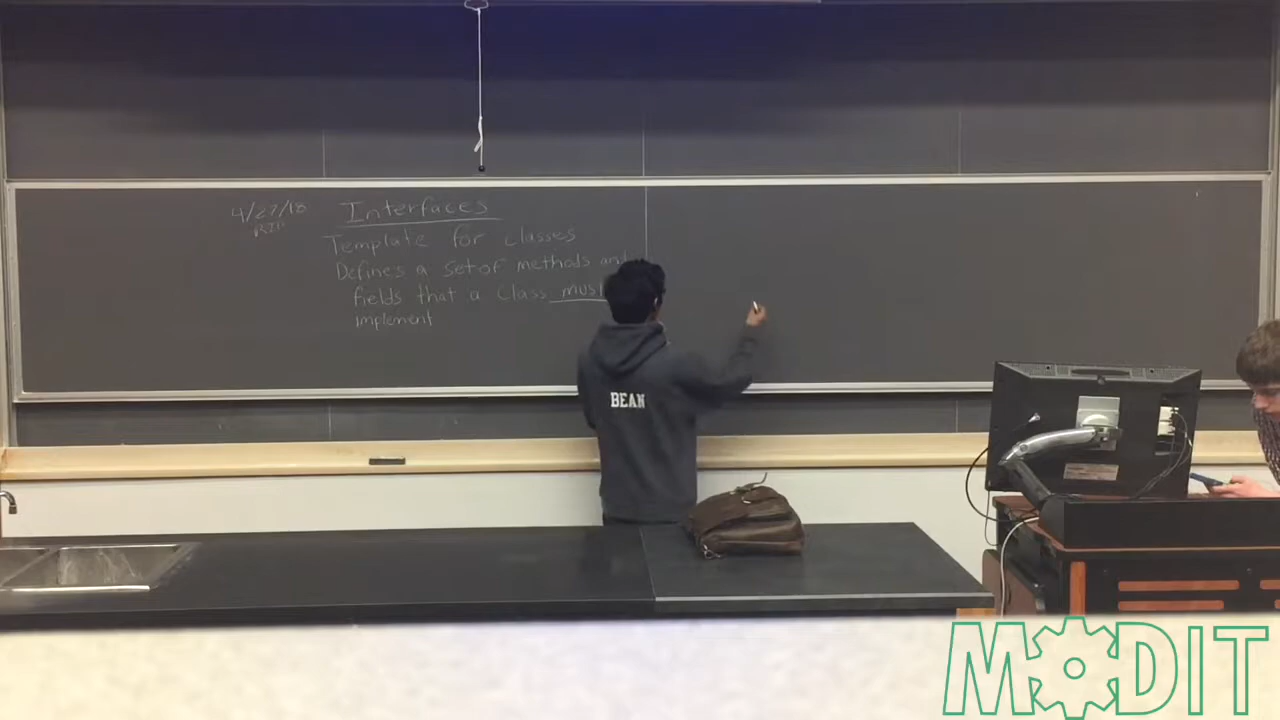 4/27/18
Interfaces
Template for classes
Defines a set of methods and
fields that a class must
implement
BEAN
MODIT